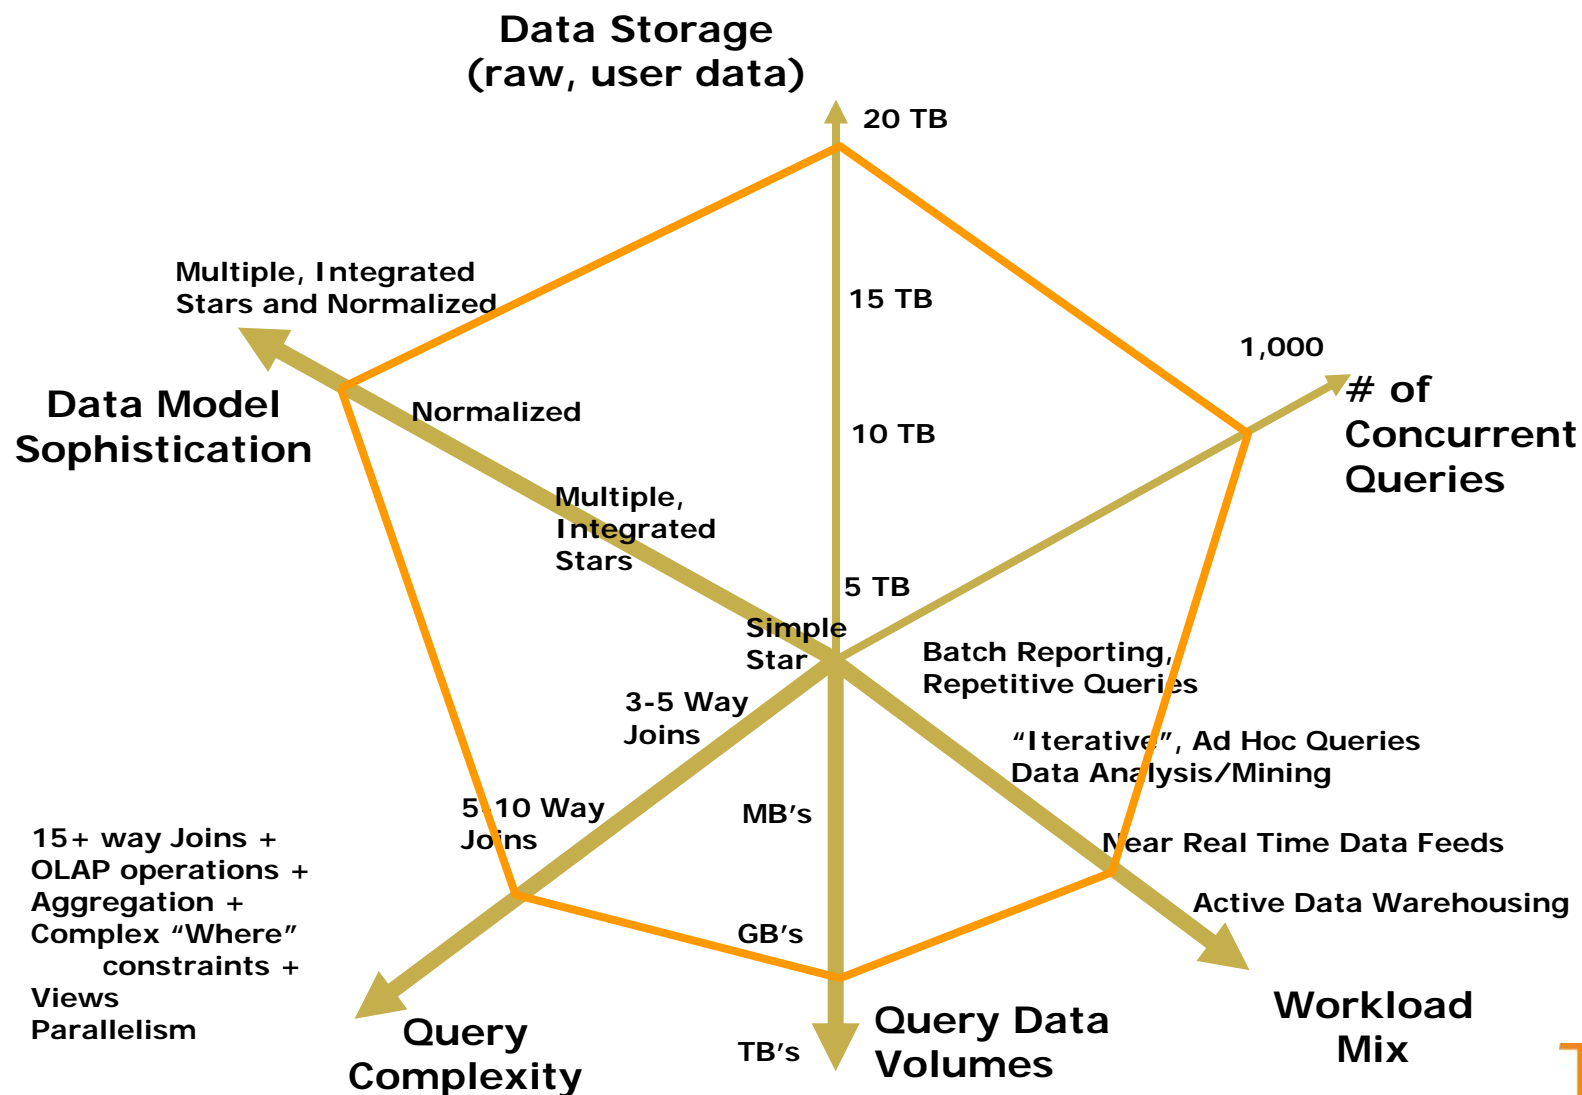 Data Storage
(raw, user data)
20 TB
15 TB
10 TB
5 TB
1,000
# of
Concurrent
Queries
Multiple, Integrated
Stars and Normalized
Data Model
Sophistication
Normalized
Multiple,
Integrated
Stars
Simple
Star
Batch Reporting,
Repetitive Queries
“Iterative”, Ad Hoc Queries
Data Analysis/Mining
Near Real Time Data Feeds
Active Data Warehousing
Workload
Mix
3-5 Way
Joins
5-10 Way
Joins
15+ way Joins +
OLAP operations +
Aggregation +
Complex “Where”
constraints +
Views
Parallelism
Query
Complexity
MB’s
GB’s
TB’s
Query Data
Volumes